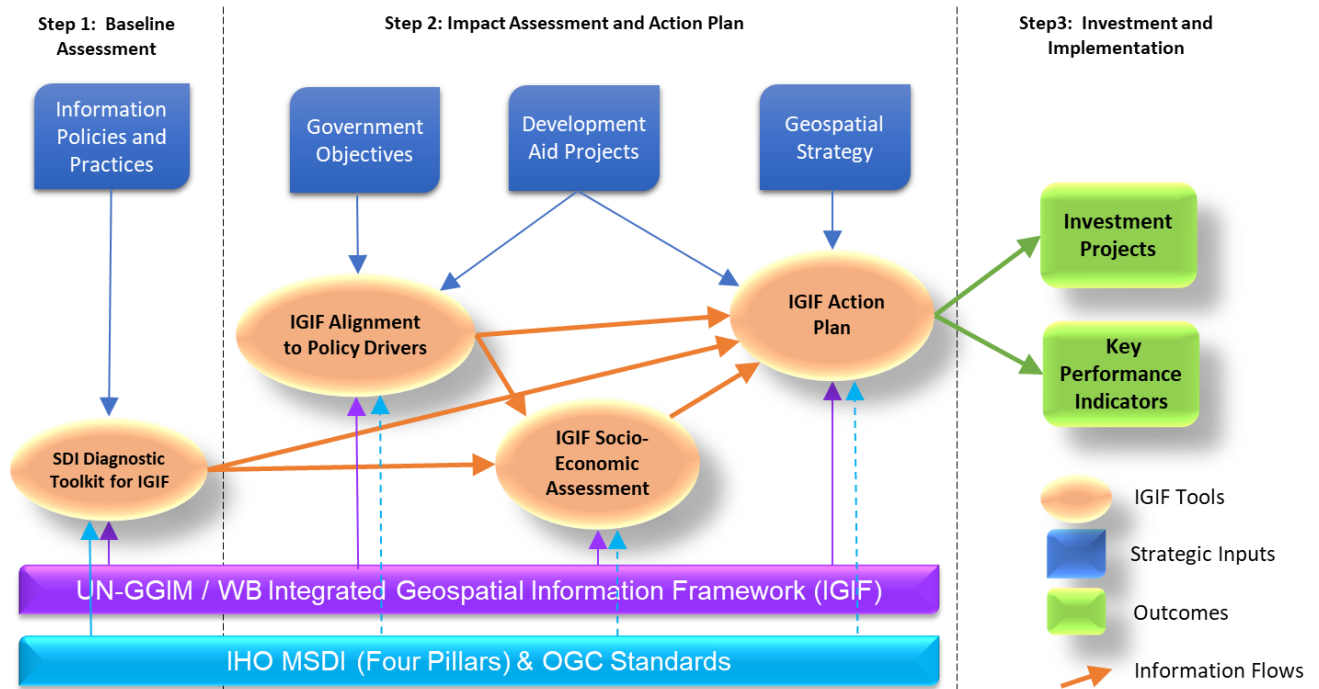 Step 1: Baseline
Assessment
Step 2: Impact Assessment and Action Plan
Step3: Investment and
Implementation
Information
Policies and
Practices
Government
Objectives
Development
Aid Projects
Geospatial
Strategy
Investment
Projects
IGIF Alignment
to Policy Drivers
IGIF Action
Plan
Key
Performance
Indicators
SDI Diagnostic
Toolkit for IGIF
IGIF Socio-
Economic
Assessment
IGIF Tools
Strategic Inputs
UN-GGIM / WB Integrated Geospatial Information Framework (IGIF)
Outcomes
IHO MSDI (Four Pillars) & OGC Standards
Information Flows